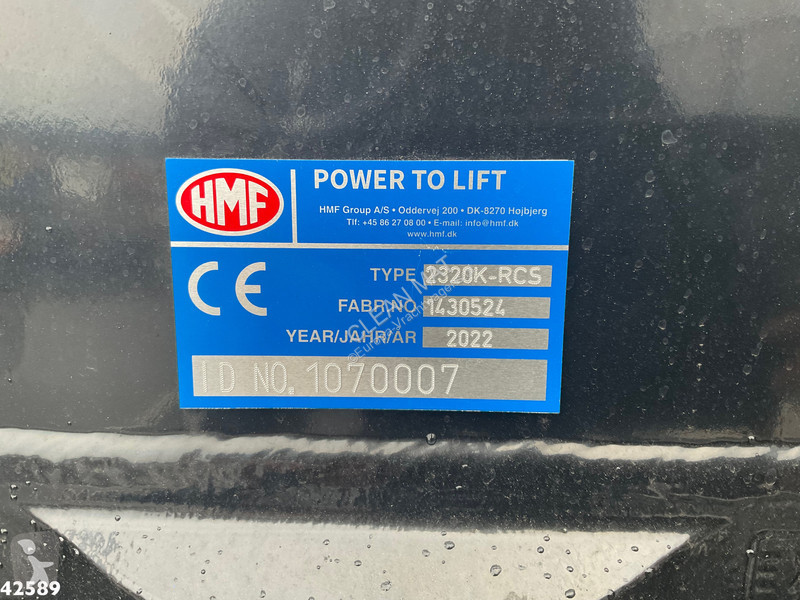 HMF
POWER TO LIFT
HMF Group A/S • Oddervej 200 • DK-8270 Højbjerg
Tlf: +45 86 27 08 00 • E-mail: info@hmf.dk
www.hmf.dk
CE
TYPE 2320K-RCS
FABR.NO. 1430524
YEAR/JAHR/ÅR 2022
ID NO. 1070007
42589